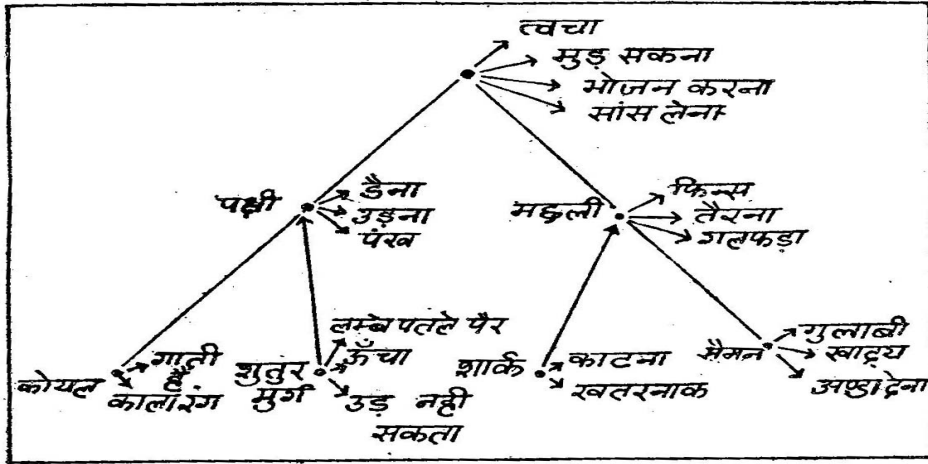 त्वचा
मुड़ सकना
भोजन करना
सांस लेना
पक्षी
डैना
उड़ना
पंख
मछली
फिन्स
तैरना
गलफड़ा
कोयल
गाती
है
काला रंग
शुतुर
मुर्ग
लम्बे पतले पैर
ऊँचा
उड़ नही
सकता
शार्क
काटना
खतरनाक
सैमन
गुलाबी
खाद्य
अण्डा देना